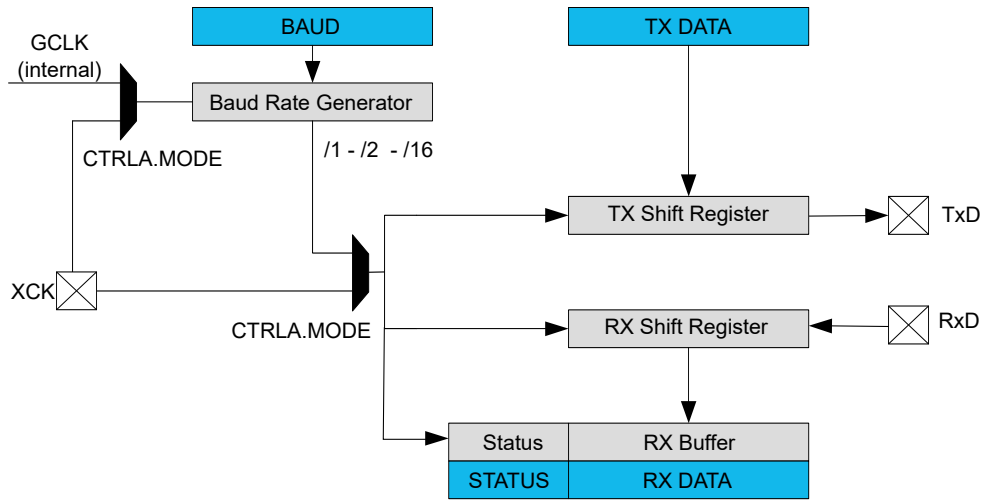 BAUD
TX DATA
GCLK
(internal)
Baud Rate Generator
CTRLA.MODE
/1 - /2 - /16
TX Shift Register
TxD
XCK
CTRLA.MODE
RX Shift Register
RxD
Status
RX Buffer
STATUS
RX DATA